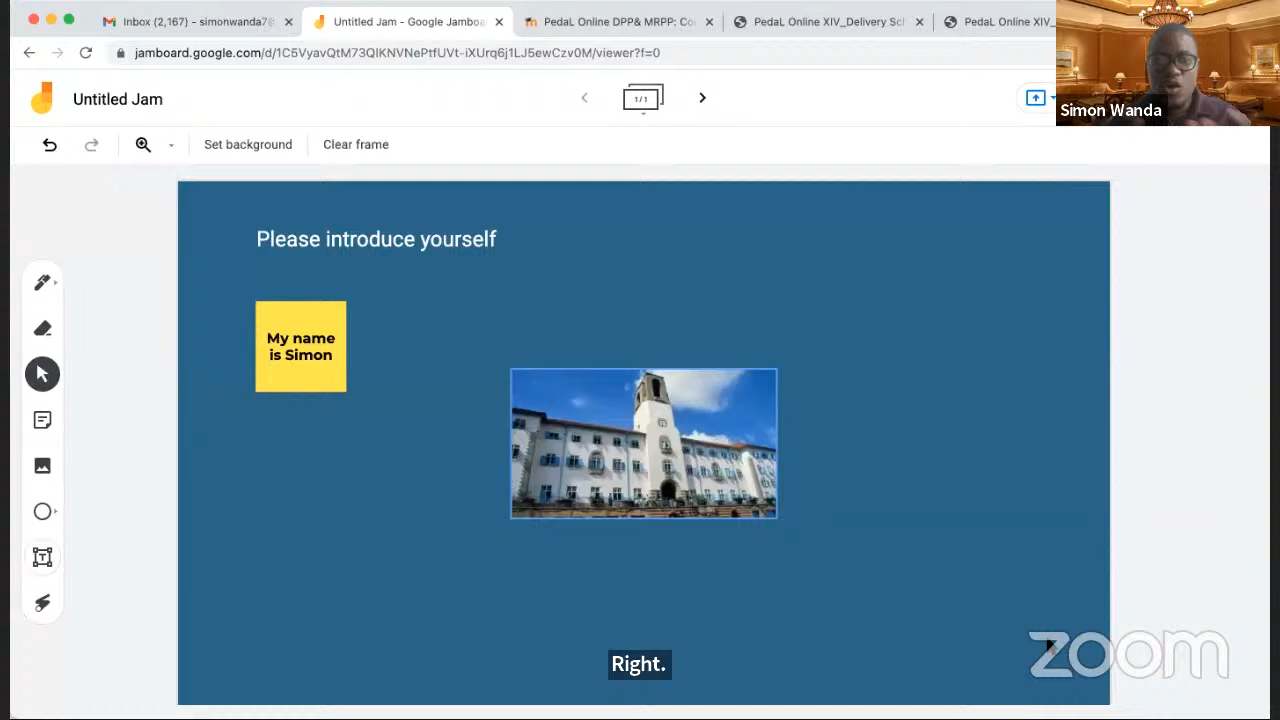 Inbox (2,167) - simonwanda7@
Untitled Jam - Google Jamboa
PedaL Online DPP& MRPP: Co
PedaL Online XIV_Delivery Sc
PedaL Online XIV_
jamboard.google.com/d/1C5VyavQtM73QIKNVNePtfUVt-iXUrq6j1LJ5ewCzv0M/viewer?f=0
Untitled Jam
1/1
Simon Wanda
Set background
Clear frame
Please introduce yourself
My name
is Simon
Right.
zoom